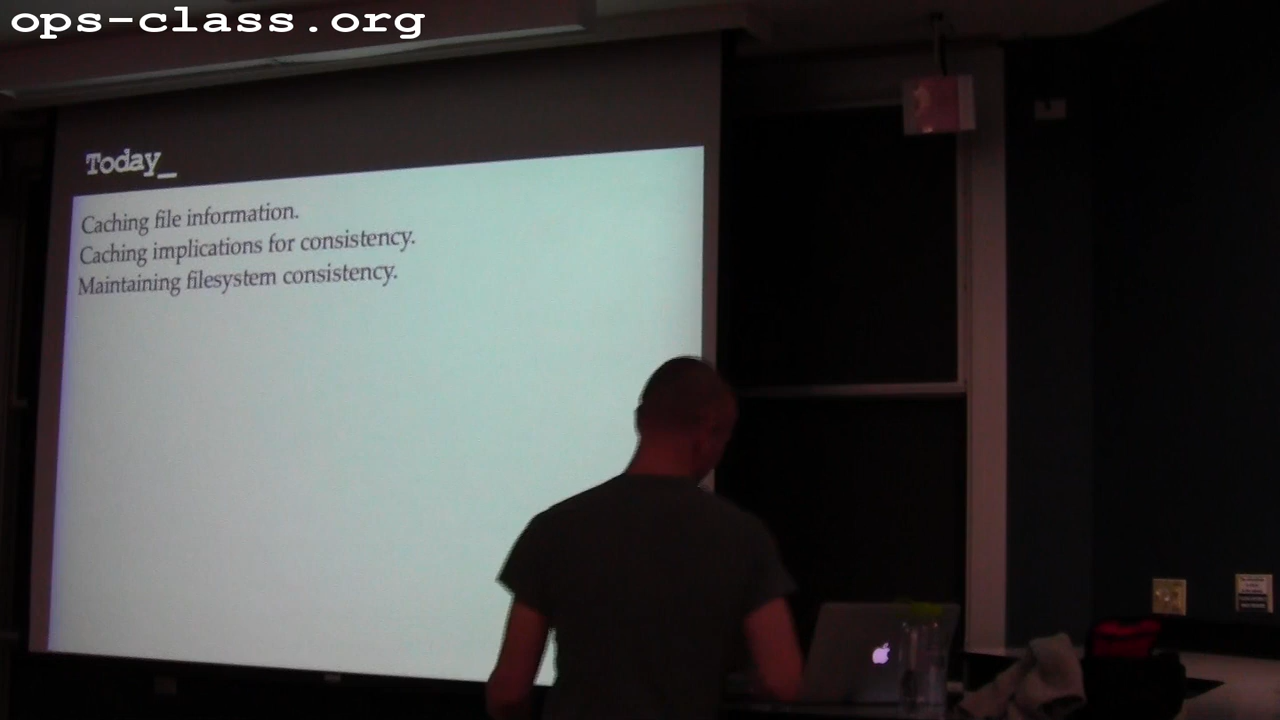 ops-class.org
Today_
Caching file information.
Caching implications for consistency.
Maintaining filesystem consistency.